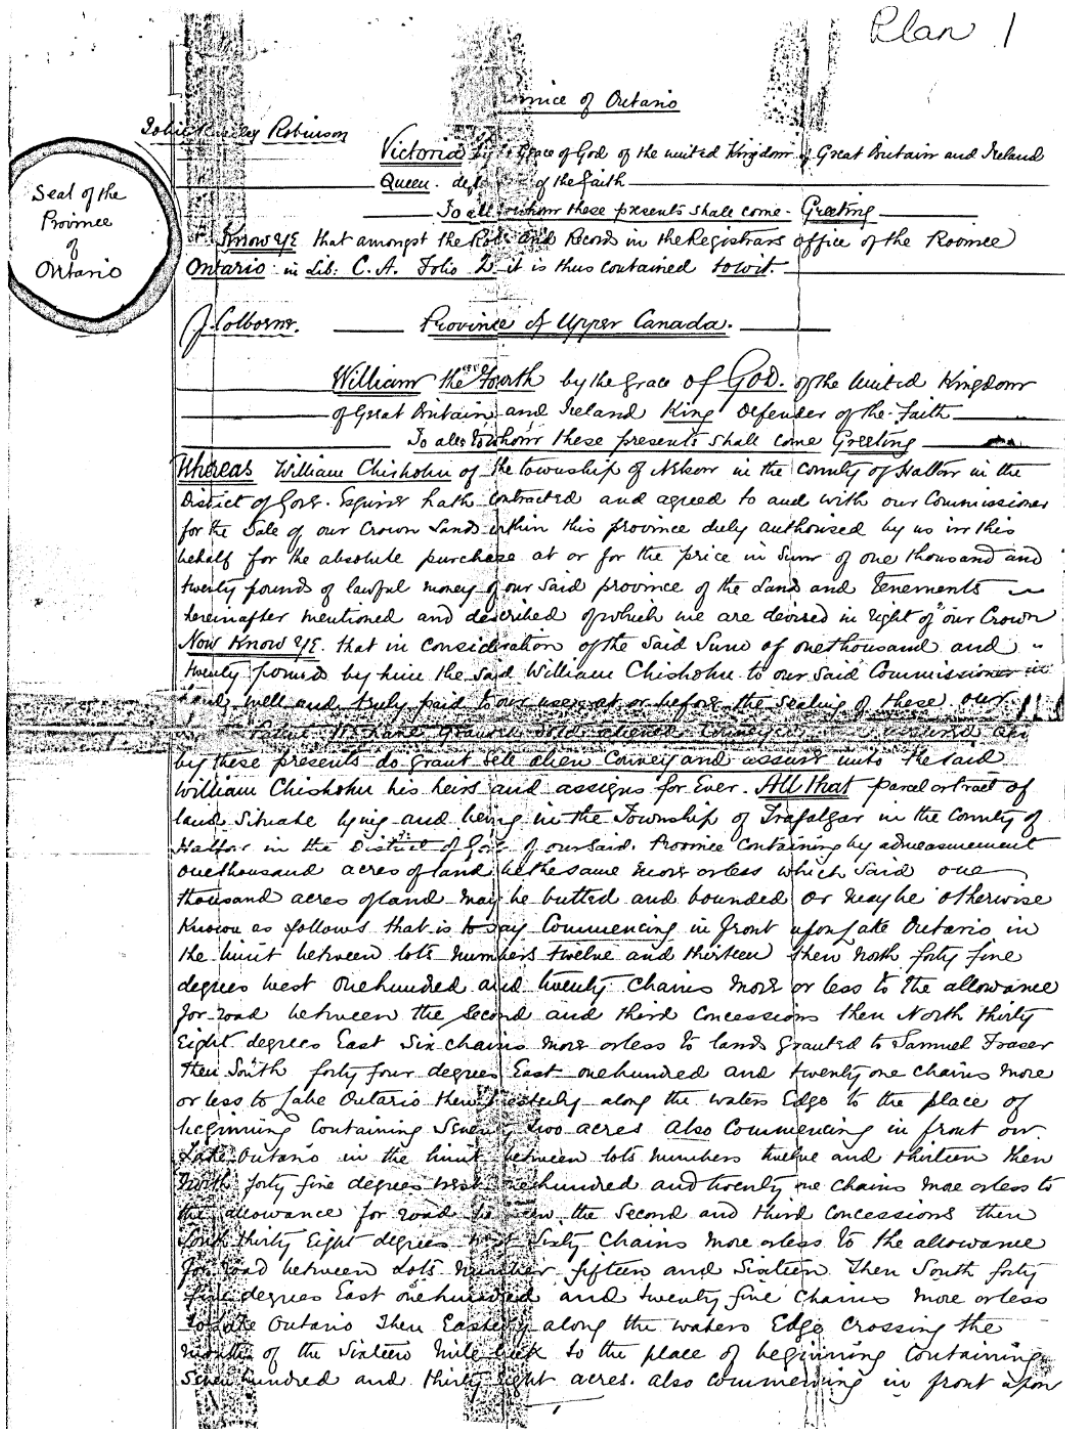 Plan 1
Province of Ontario
John Beverley Robinson
Victoria by the Grace of God of the united Kingdom of Great Britain and Ireland
Queen. of the Faith
To all to whom these presents shall come. Greeting
Seal of the
Province
of
Ontario
Know YE that amongst the Rolls and Records in the Registrars office of the Province
Ontario in Lib: C. A. Folio 2 it is thus contained towit.
J. Colborne. Province of Upper Canada.
William the Fourth by the grace of God. of the United Kingdom
of Great Britain and Ireland King Defender of the Faith
To all to whom these presents shall come Greeting
Whereas William Chisholm of the township of Nelson in the County of Halton in the
District of Gore. Esquire hath contracted and agreed to and with our Commissioner
for the Sale of our Crown Lands within this province duly authorised by us in this
behalf for the absolute purchase at or for the price in Sum of one thousand and
twenty pounds of lawful money of our said province of the Land and Tenements
hereinafter mentioned and described of which we are in right of our Crown
Now Know YE. that in consideration of the Said Sum of onethousand and
twenty pounds by him the Said William Chisholm to our Said Commissioner in
hand well and truly paid to our use at or before the sealing of these our
Granted Sold aliened
by these presents do grant sell alien Convey and assure unto the said
William Chisholm his heirs and assigns for Ever. All that parcel or tract of
land Situate lying and being in the Township of Trafalgar in the County of
Halton in the District of Gore of our Said. Province Containing by admeasurement
onethousand acres of land be the same more or less which Said one
thousand acres of land may be butted and bounded or may be otherwise
Known as follows that is to say Commencing in front upon Lake Ontario in
the limit between lots numbers twelve and thirteen then North forty five
degrees west onehundred and twenty chains more or less to the allowance
for road between the Second and third Concessions then North thirty
Eight degrees East Six chains more or less to lands granted to Samuel Fraser
then South forty four degrees East onehundred and twenty one chains more
or less to Lake Ontario then Westerly along the waters Edge to the place of
beginning Containing Seventy two acres also Commencing in front on
Lake Ontario in the limit between lots numbers twelve and thirteen then
North forty five degrees west onehundred and twenty one chains more or less to
the allowance for road between the Second and third Concessions then
South thirty Eight degrees west Sixty Chains more or less to the allowance
for road between Lots number fifteen and Sixteen then South forty
five degrees East onehundred and twenty five Chains more or less
to Lake Ontario then Easterly along the waters Edge crossing the
mouth of the Sixteen mile creek to the place of beginning Containing
Seven hundred and thirty eight acres. also Commencing in front upon